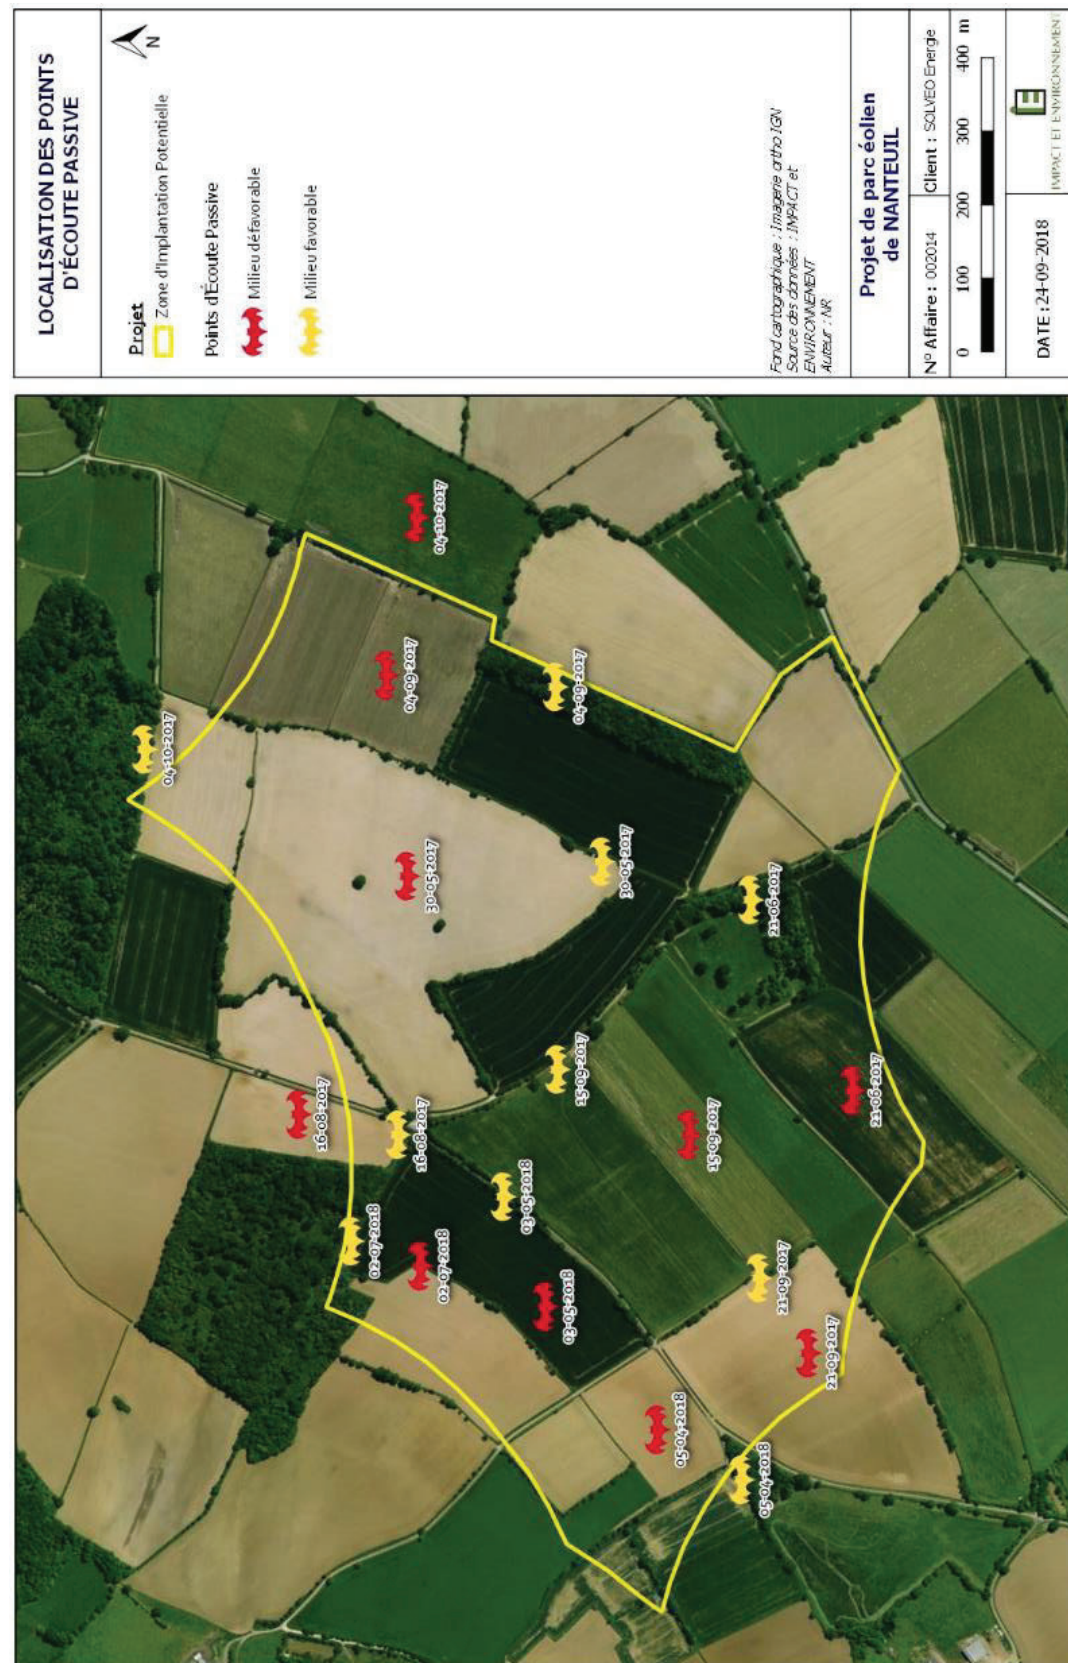 LOCALISATION DES POINTS
D'ÉCOUTE PASSIVE
N
Projet
Zone d'Implantation Potentielle
Points d'Écoute Passive
Milieu défavorable
Milieu favorable
Fond cartographique : Imagerie ortho IGN
Source des données : IMPACT et
ENVIRONNEMENT
Auteur : NR
Projet de parc éolien
de NANTEUIL
N° Affaire : 002014
Client : SOLVEO Energie
0 100 200 300 400 m
DATE : 24-09-2018
IE
IMPACT ET ENVIRONNEMENT
04-10-2017
04-10-2017
04-09-2017
04-09-2017
30-05-2017
30-05-2017
21-06-2017
16-08-2017
16-08-2017
15-09-2017
15-09-2017
21-06-2017
02-07-2018
02-07-2018
03-05-2018
03-05-2018
21-09-2017
21-09-2017
05-04-2018
05-04-2018